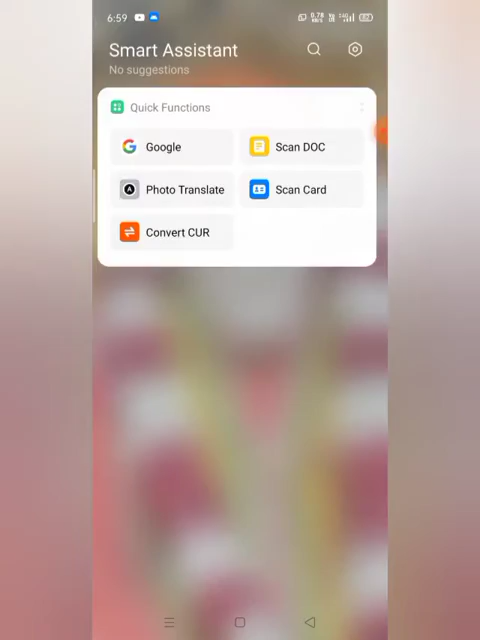 6:59
Smart Assistant
No suggestions
Quick Functions
Google
Scan DOC
Photo Translate
Scan Card
Convert CUR